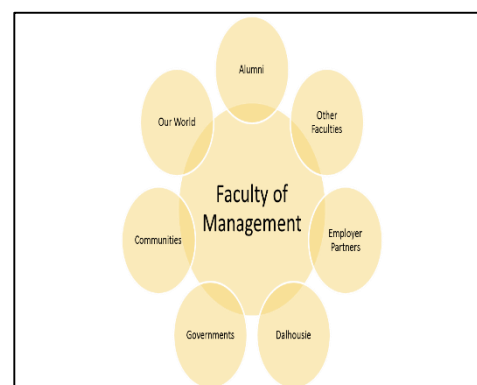 Alumni
Other
Faculties
Our World
Faculty of
Management
Employer
Partners
Communities
Governments
Dalhousie